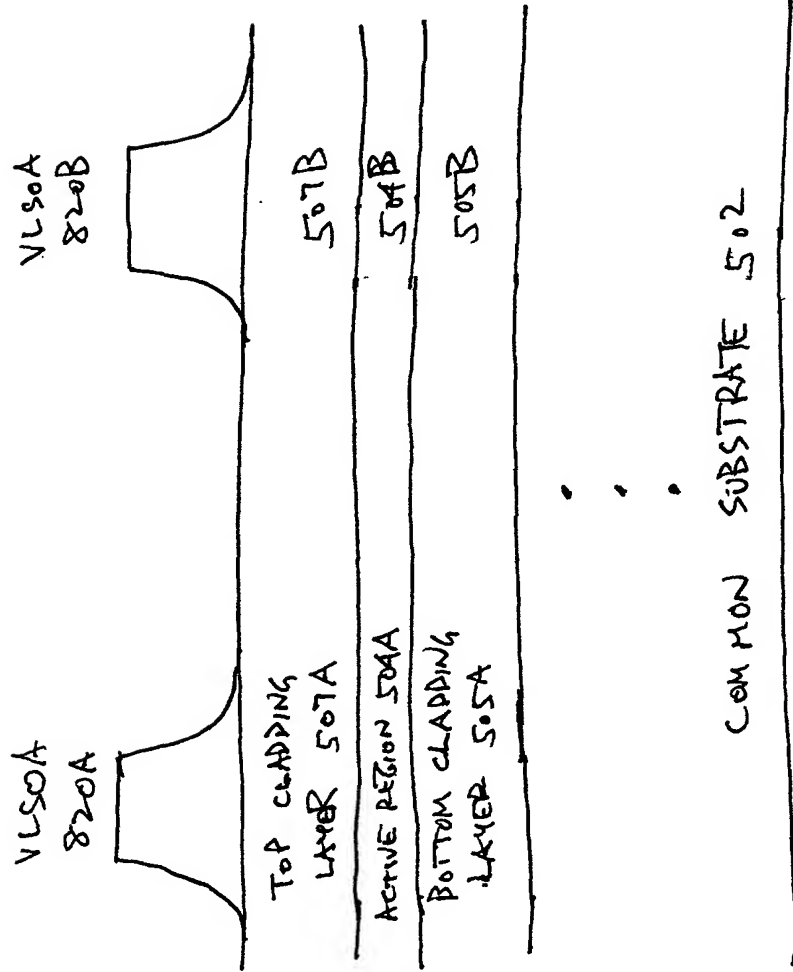 VLSOA
820A
VLSOA
820B
TOP CLADDING
LAYER 507A
507B
ACTIVE REGION 504A
504B
BOTTOM CLADDING
LAYER 505A
505B
COMMON SUBSTRATE 502